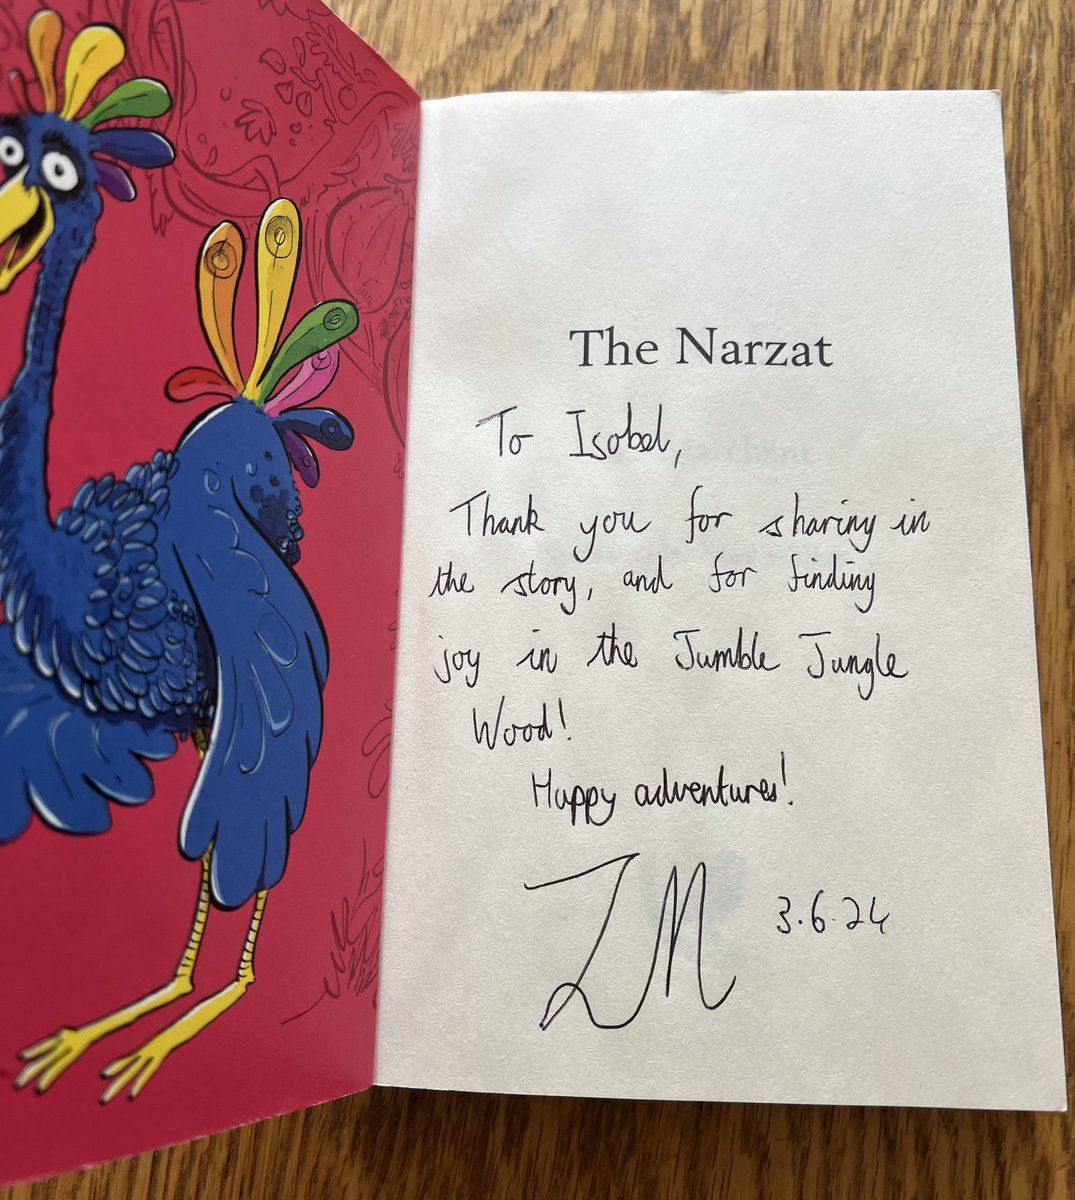 The Narzat
To Isobel,
Thank you for sharing in
the story, and for finding
joy in the Jumble Jungle
Wood!
Happy adventures!
3.6.24